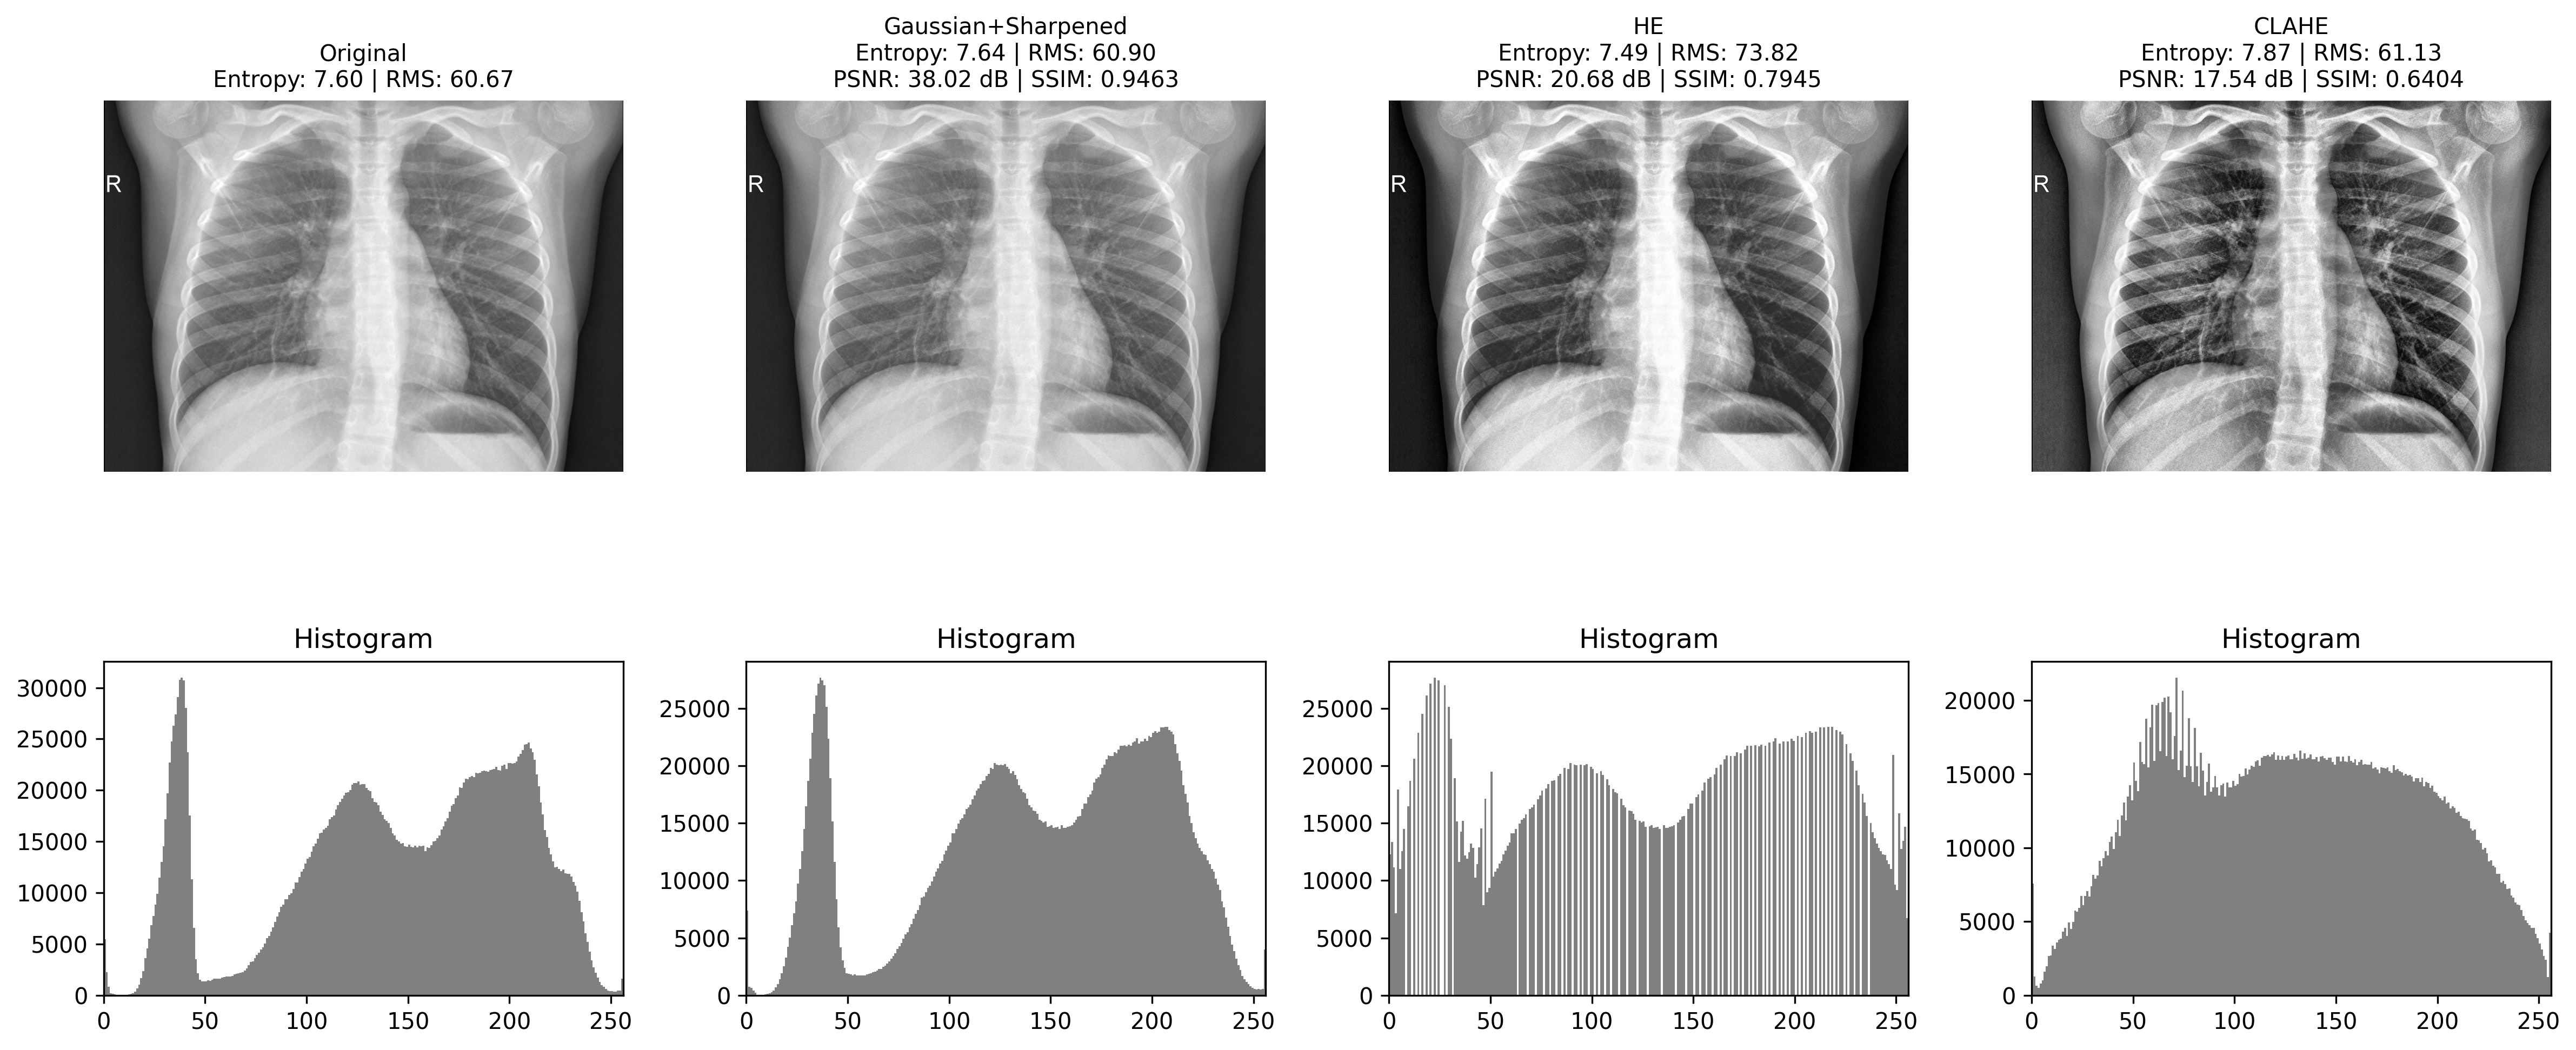 Original
Entropy: 7.60 | RMS: 60.67
Gaussian+Sharpened
Entropy: 7.64 | RMS: 60.90
PSNR: 38.02 dB | SSIM: 0.9463
HE
Entropy: 7.49 | RMS: 73.82
PSNR: 20.68 dB | SSIM: 0.7945
CLAHE
Entropy: 7.87 | RMS: 61.13
PSNR: 17.54 dB | SSIM: 0.6404
R
R
R
R
Histogram
30000
25000
20000
15000
10000
5000
0
0 50 100 150 200 250
Histogram
25000
20000
15000
10000
5000
0
0 50 100 150 200 250
Histogram
25000
20000
15000
10000
5000
0
0 50 100 150 200 250
Histogram
20000
15000
10000
5000
0
0 50 100 150 200 250